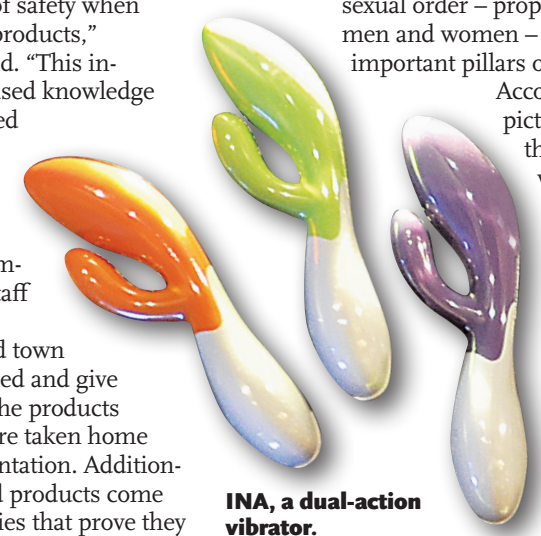 of safety when
products,”
d. “This in-
sed knowledge
ed
m-
aff
d town
ed and give
he products
re taken home
ntation. Addition-
d products come
ies that prove they
INA, a dual-action
vibrator.
sexual order – prop
men and women –
important pillars o
Acco
pict
th